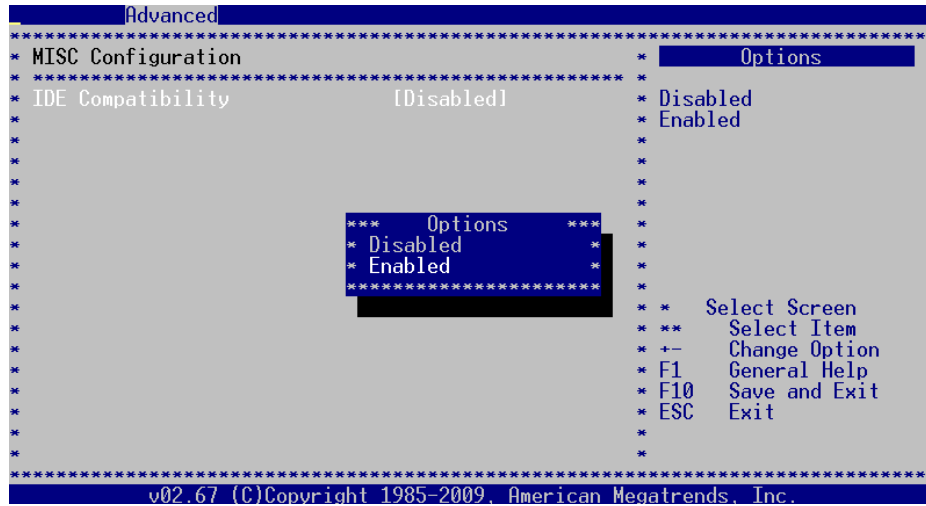 Advanced
MISC Configuration
IDE Compatibility [Disabled]
Options
Disabled
Enabled
*** Options ***
* Disabled *
* Enabled *
* Select Screen
** Select Item
+- Change Option
F1 General Help
F10 Save and Exit
ESC Exit
v02.67 (C)Copyright 1985-2009, American Megatrends, Inc.